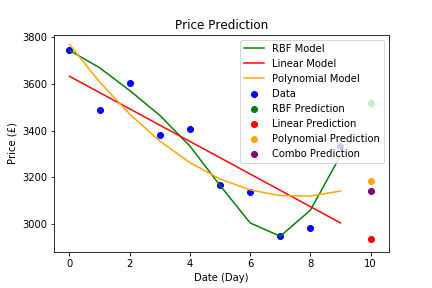 Price Prediction
3800
3600
3400
3200
3000
Price (£)
RBF Model
Linear Model
Polynomial Model
Data
RBF Prediction
Linear Prediction
Polynomial Prediction
Combo Prediction
0 2 4 6 8 10
Date (Day)